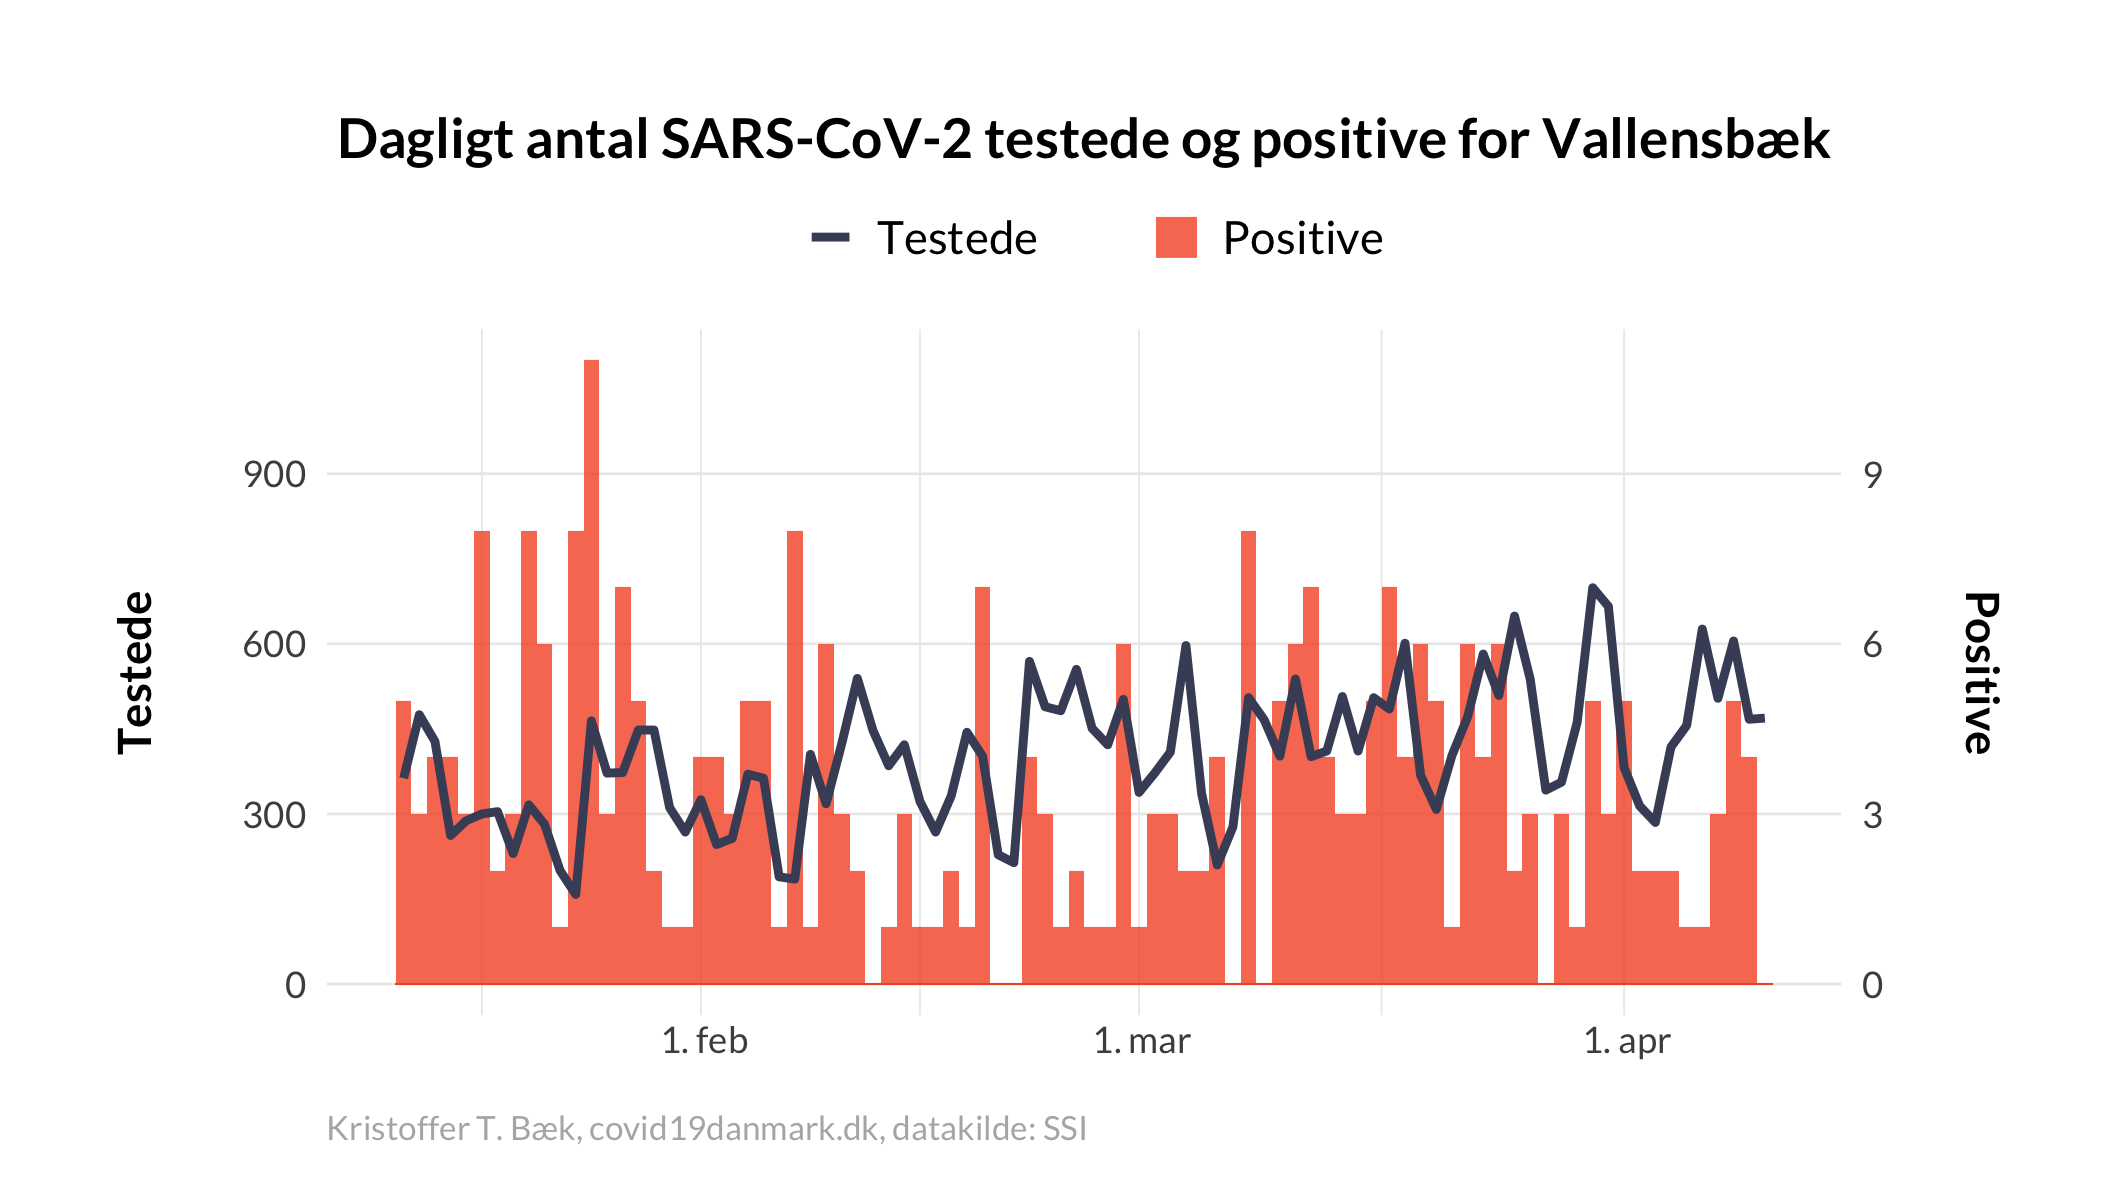 Dagligt antal SARS-CoV-2 testede og positive for Vallensbæk
Testede
Positive
900
600
300
0
9
6
3
0
Testede
Positive
1. feb
1. mar
1. apr
Kristoffer T. Bæk, covid19danmark.dk, datakilde: SSI